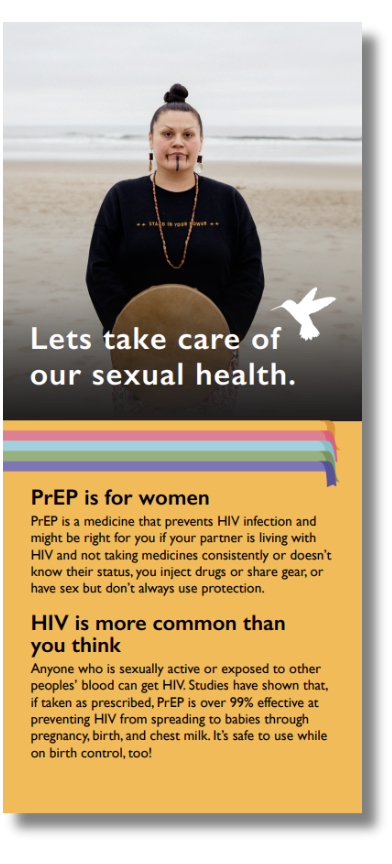 STAND IN YOUR POWER
Lets take care of
our sexual health.
PrEP is for women
PrEP is a medicine that prevents HIV infection and
might be right for you if your partner is living with
HIV and not taking medicines consistently or doesn't
know their status, you inject drugs or share gear, or
have sex but don't always use protection.
HIV is more common than
you think
Anyone who is sexually active or exposed to other
peoples' blood can get HIV. Studies have shown that,
if taken as prescribed, PrEP is over 99% effective at
preventing HIV from spreading to babies through
pregnancy, birth, and chest milk. It's safe to use while
on birth control, too!